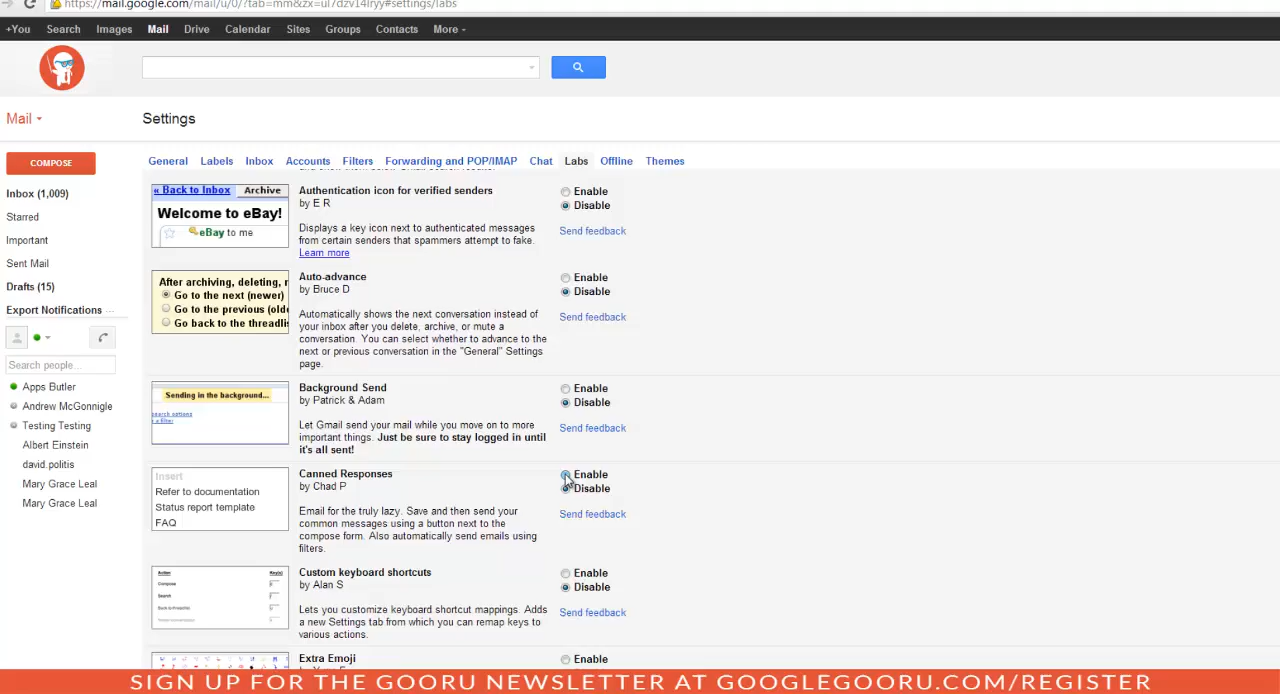 https://mail.google.com/mail/u/0/?tab=mm&zx=ul7dzv14lryy#settings/labs
+You Search Images Mail Drive Calendar Sites Groups Contacts More
Mail
Settings
COMPOSE
General Labels Inbox Accounts Filters Forwarding and POP/IMAP Chat Labs Offline Themes
Inbox (1,009)
Starred
Important
Sent Mail
Drafts (15)
Export Notifications ...
Search people...
Apps Butler
Andrew McGonnigle
Testing Testing
Albert Einstein
david.politis
Mary Grace Leal
Mary Grace Leal
« Back to Inbox Archive
Welcome to eBay!
eBay to me
Authentication icon for verified senders
by E R
Displays a key icon next to authenticated messages
from certain senders that spammers attempt to fake.
Learn more
Enable
Disable
Send feedback
After archiving, deleting,
Go to the next (newer)
Go to the previous
Go back to the
Auto-advance
by Bruce D
Automatically shows the next conversation instead of
your inbox after you delete, archive, or mute a
conversation. You can select whether to advance to the
next or previous conversation in the "General" Settings
page.
Enable
Disable
Send feedback
Sending in the background...
search options
a filter
Background Send
by Patrick & Adam
Let Gmail send your mail while you move on to more
important things. Just be sure to stay logged in until
it's all sent!
Enable
Disable
Send feedback
Insert
Refer to documentation
Status report template
FAQ
Canned Responses
by Chad P
Email for the truly lazy. Save and then send your
common messages using a button next to the
compose form. Also automatically send emails using
filters.
Enable
Disable
Send feedback
Action Key(s)
Compose
Search
Back to threadlist
Custom keyboard shortcuts
by Alan S
Lets you customize keyboard shortcut mappings. Adds
a new Settings tab from which you can remap keys to
various actions.
Enable
Disable
Send feedback
Extra Emoji
Enable
SIGN UP FOR THE GOORU NEWSLETTER AT GOOGLEGOORU.COM/REGISTER